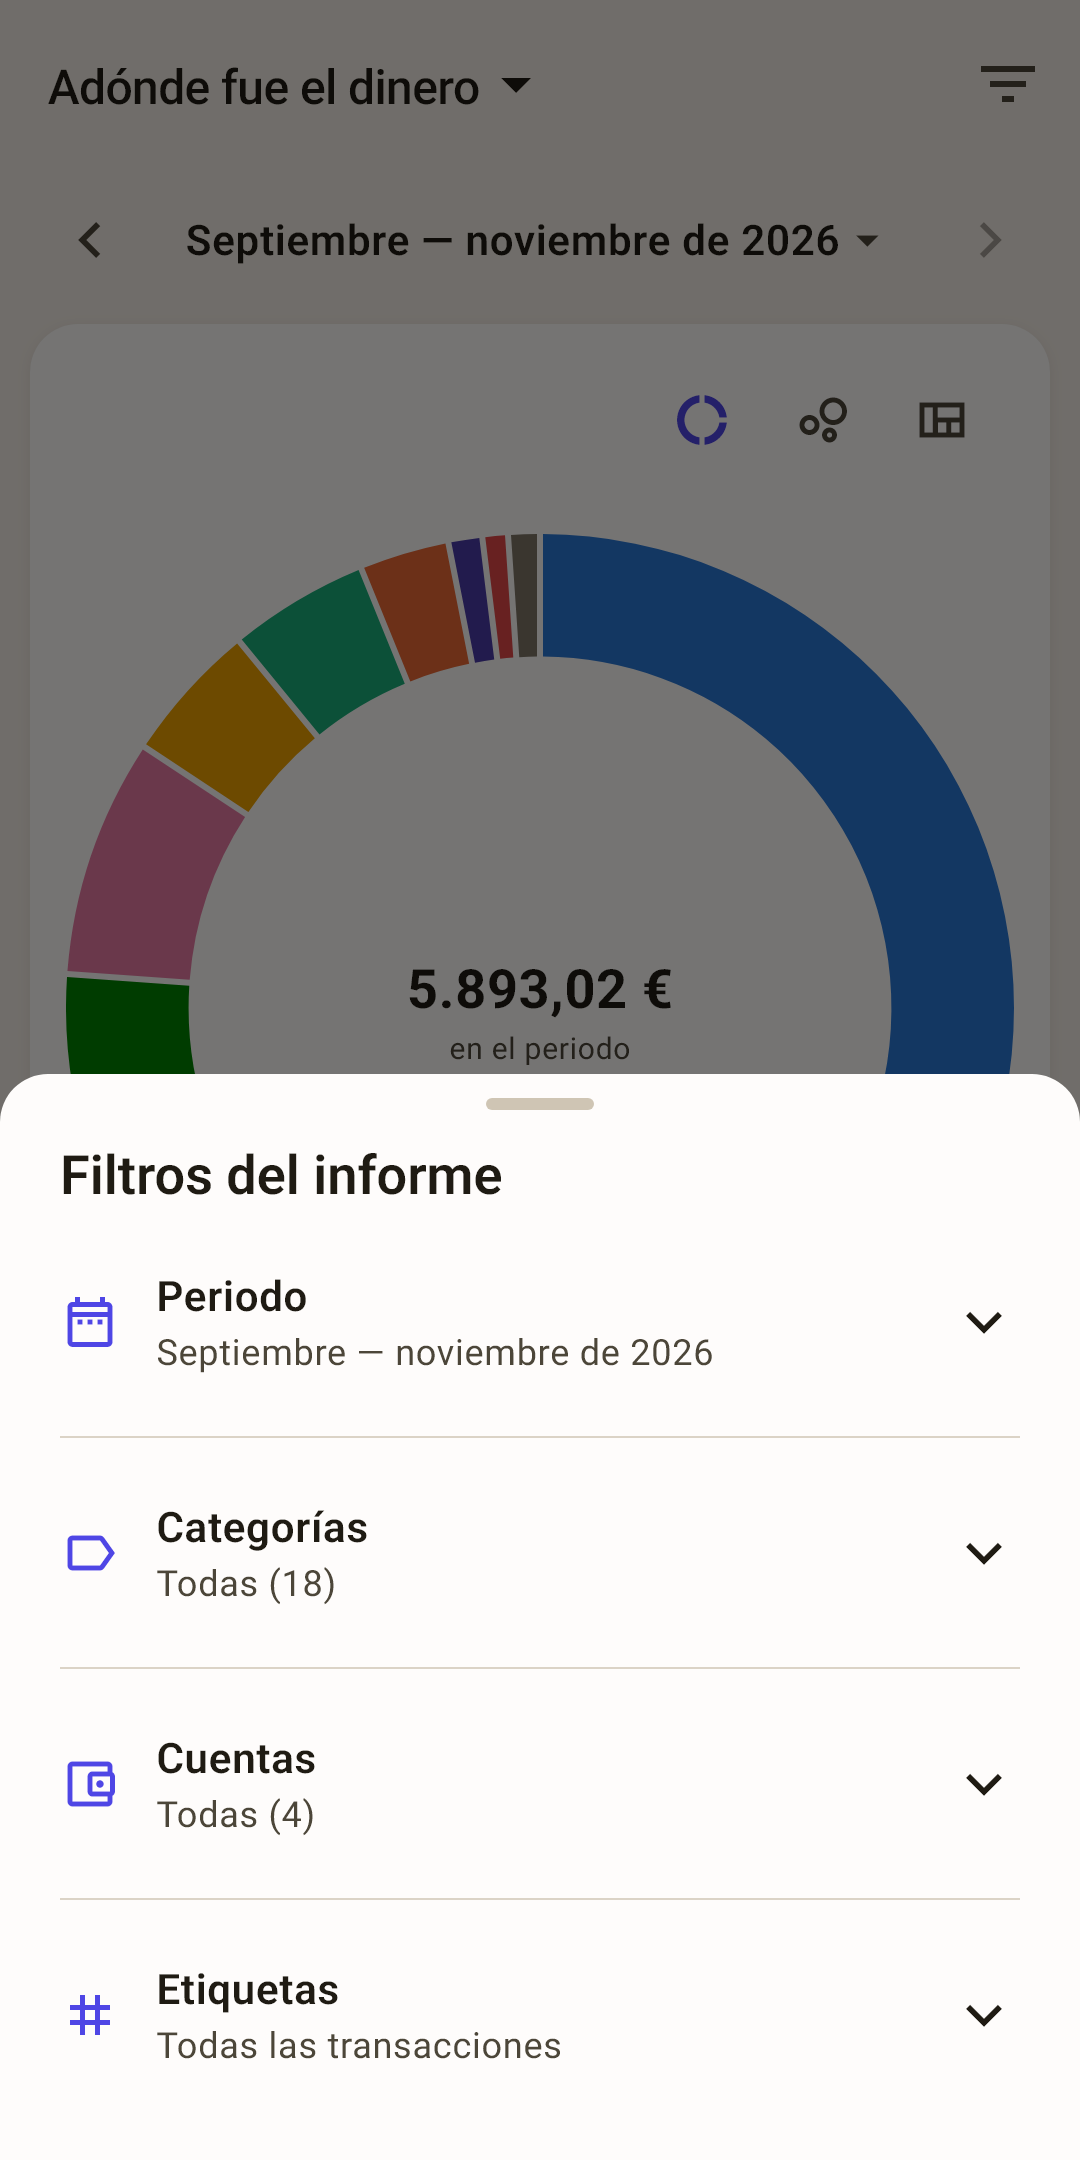 Adónde fue el dinero
Septiembre — noviembre de 2026
5.893,02 €
en el periodo
Filtros del informe
Periodo
Septiembre — noviembre de 2026
Categorías
Todas (18)
Cuentas
Todas (4)
Etiquetas
Todas las transacciones